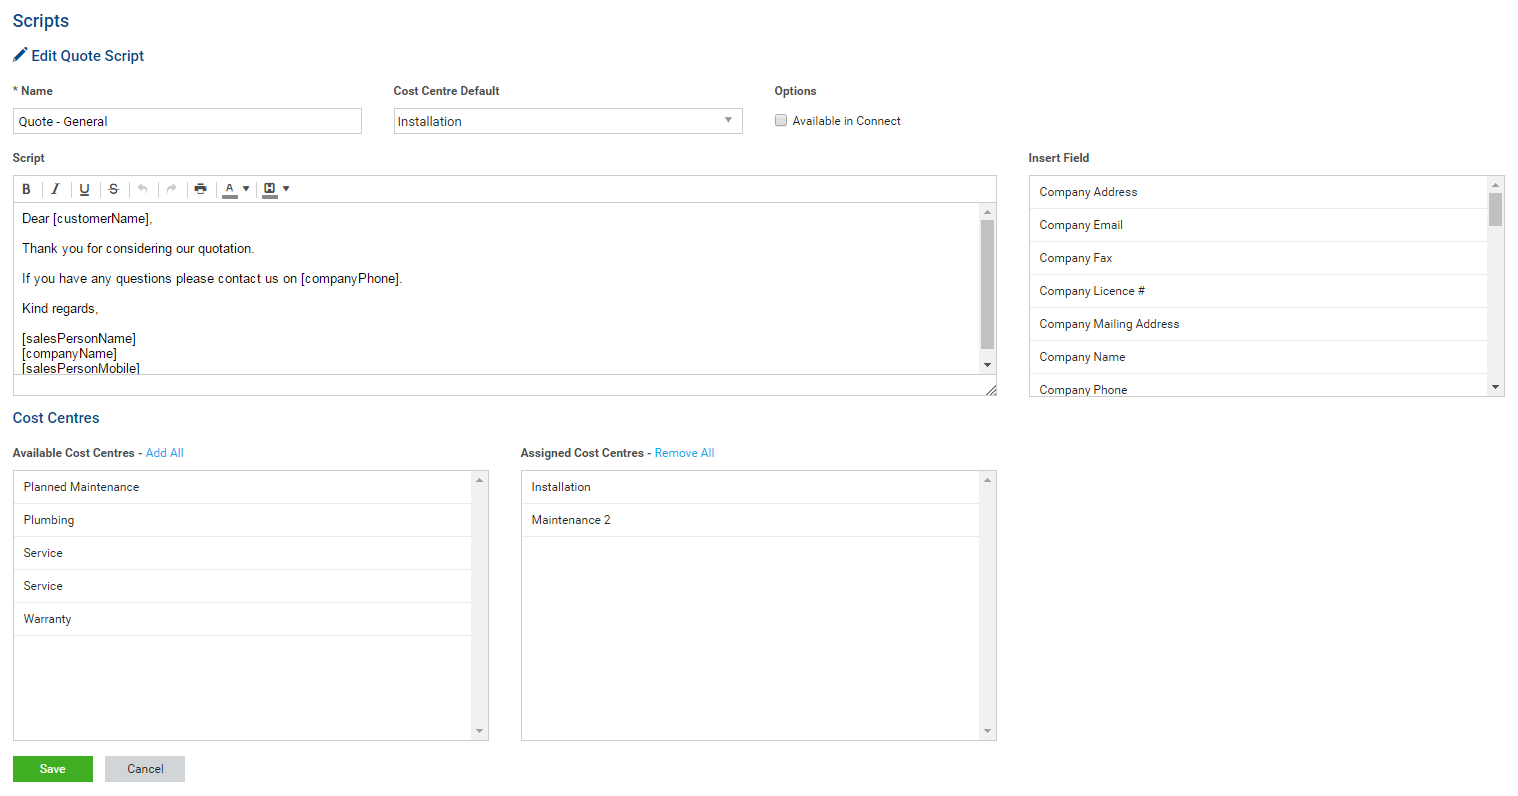 Scripts
Edit Quote Script
* Name
Cost Centre Default
Options
Quote - General
Installation
Available in Connect
Script
Insert Field
B I U S A H
Dear [customerName],
Thank you for considering our quotation.
If you have any questions please contact us on [companyPhone].
Kind regards,
[salesPersonName]
[companyName]
[salesPersonMobile]
Company Address
Company Email
Company Fax
Company Licence #
Company Mailing Address
Company Name
Company Phone
Cost Centres
Available Cost Centres - Add All
Planned Maintenance
Plumbing
Service
Service
Warranty
Assigned Cost Centres - Remove All
Installation
Maintenance 2
Save
Cancel